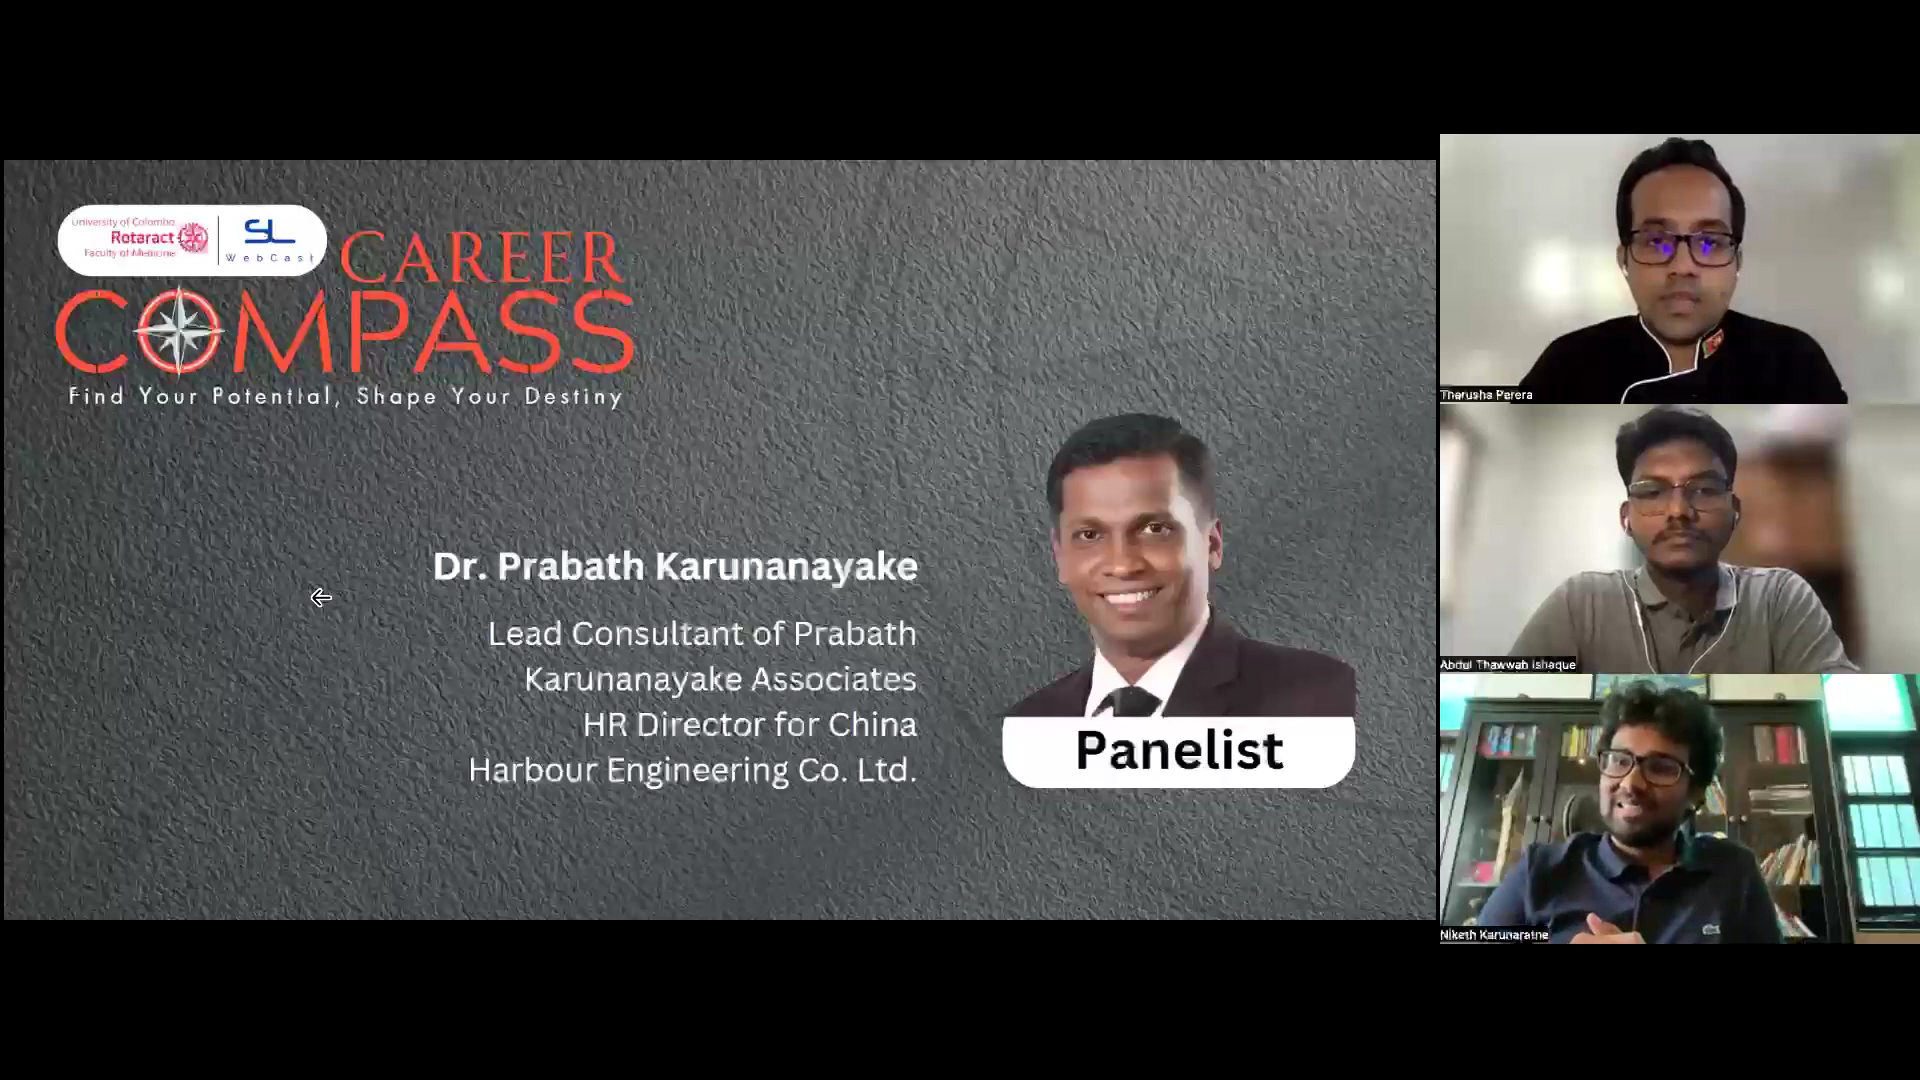 University of Colombo
Rotaract
Faculty of Medicine
SL
WebCast
CAREER
COMPASS
Find Your Potential, Shape Your Destiny
Dr. Prabath Karunanayake
Lead Consultant of Prabath
Karunanayake Associates
HR Director for China
Harbour Engineering Co. Ltd.
Panelist
Tharusha Perera
Abdul Thawwab Ishaque
Niketh Karunaratne